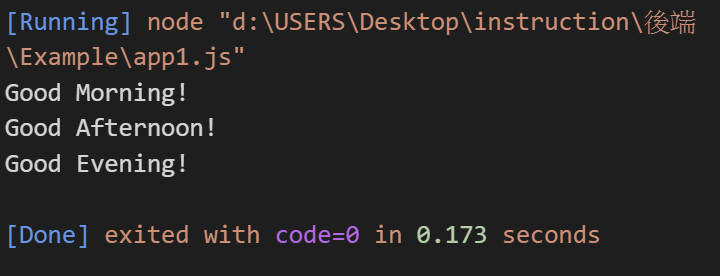 [Running] node "d:\USERS\Desktop\instruction\後端
\Example\app1.js"
Good Morning!
Good Afternoon!
Good Evening!
[Done] exited with code=0 in 0.173 seconds